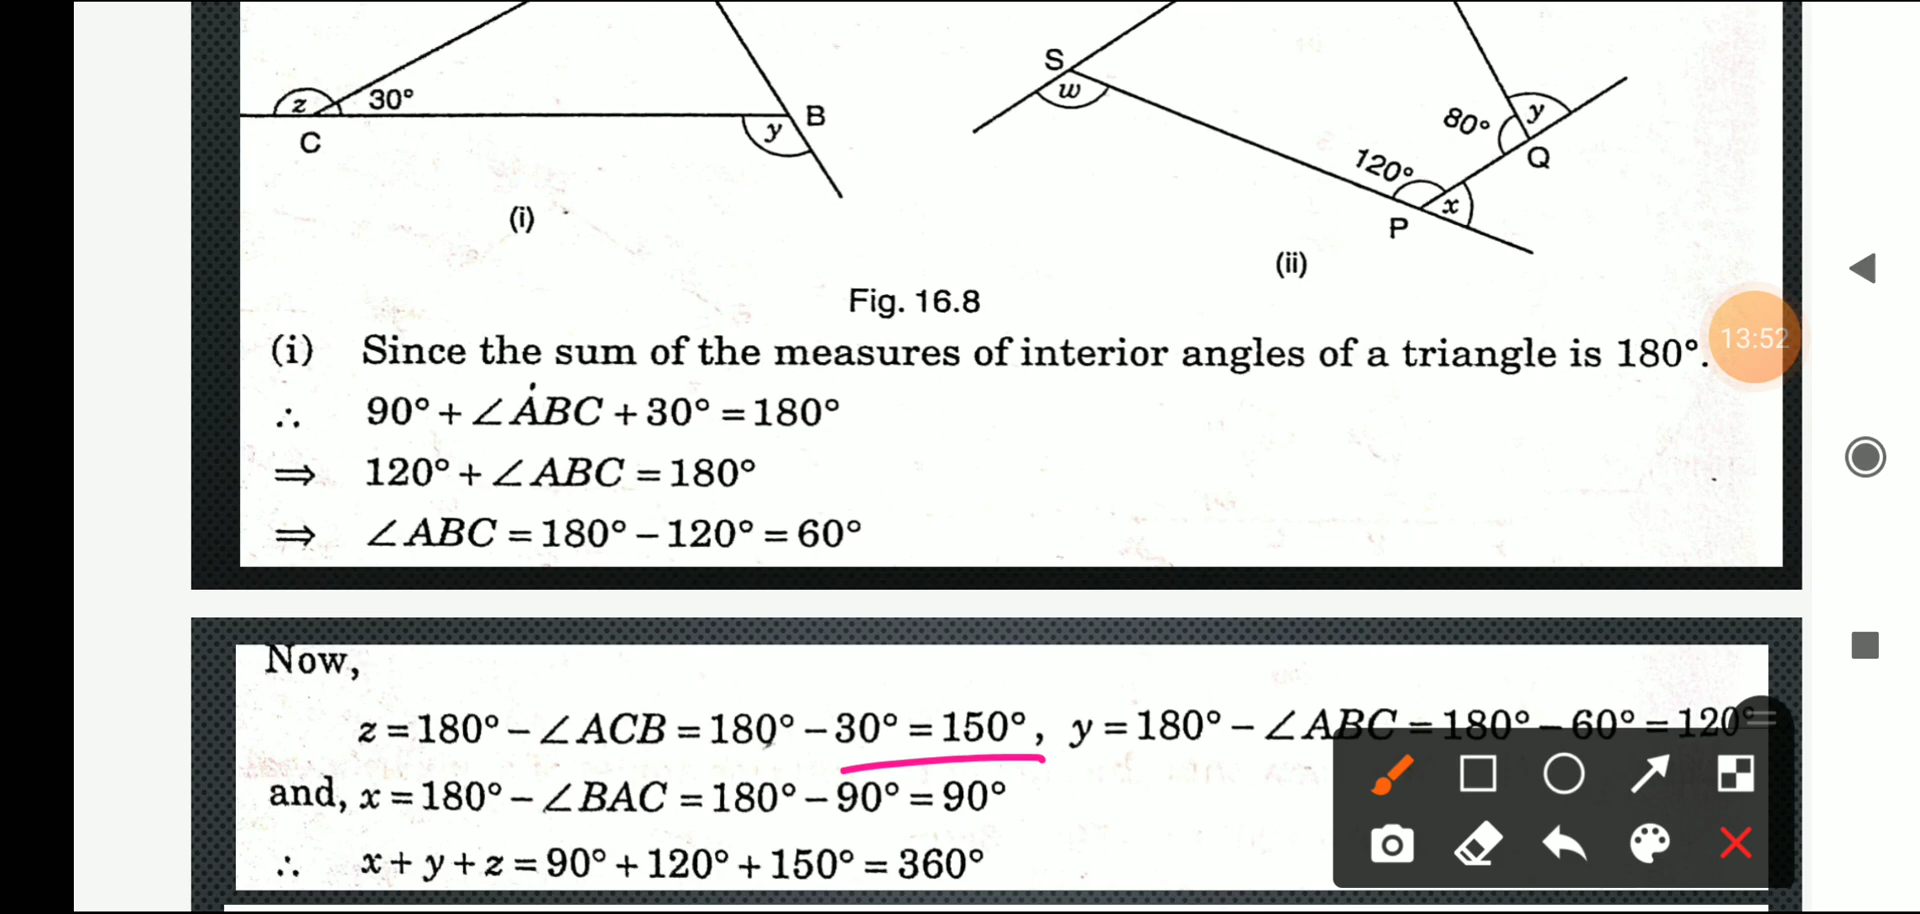 S
w
z
30°
C
y
B
80°
y
Q
120°
x
P
(i)
(ii)
Fig. 16.8
(i) Since the sum of the measures of interior angles of a triangle is 180°.
13:52
∴ 90° + ∠ABC + 30° = 180°
⇒ 120° + ∠ABC = 180°
⇒ ∠ABC = 180° – 120° = 60°
Now,
z = 180° – ∠ACB = 180° – 30° = 150°, y = 180° – ∠ABC = 180° – 60° = 120°
and, x = 180° – ∠BAC = 180° – 90° = 90°
∴ x + y + z = 90° + 120° + 150° = 360°